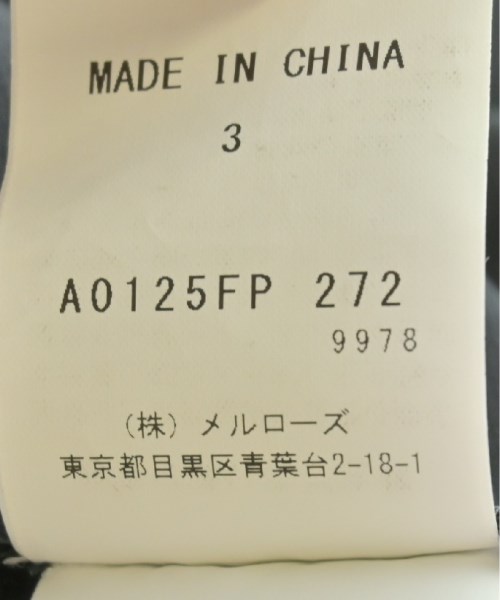 MADE IN CHINA
3
A0125FP 272
9978
(株) メルローズ
東京都目黒区青葉台2-18-1